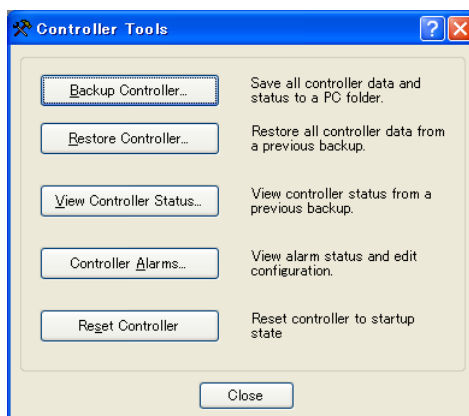 Controller Tools
Backup Controller...
Save all controller data and
status to a PC folder.
Restore Controller...
Restore all controller data from
a previous backup.
View Controller Status...
View controller status from a
previous backup.
Controller Alarms...
View alarm status and edit
configuration.
Reset Controller
Reset controller to startup
state
Close